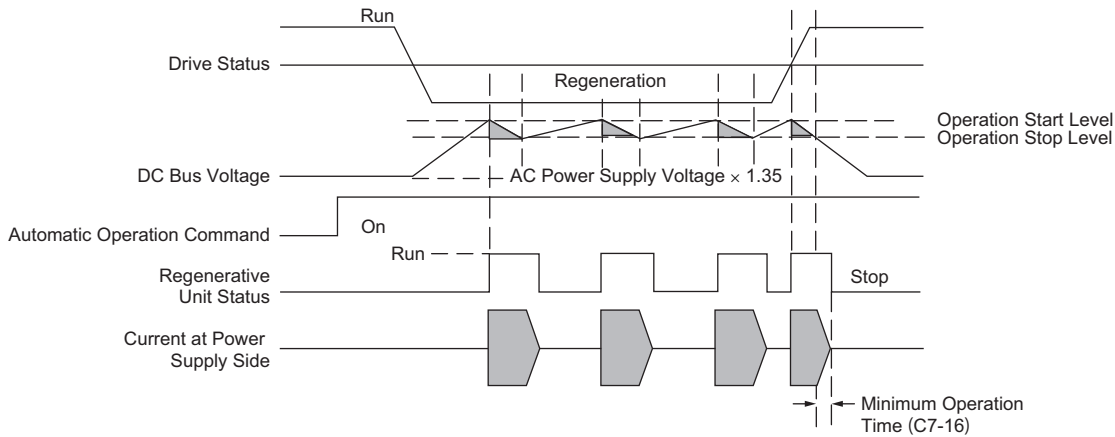 Run
Drive Status
Regeneration
Operation Start Level
Operation Stop Level
DC Bus Voltage
AC Power Supply Voltage × 1.35
Automatic Operation Command
On
Run
Regenerative
Unit Status
Stop
Current at Power
Supply Side
Minimum Operation
Time (C7-16)